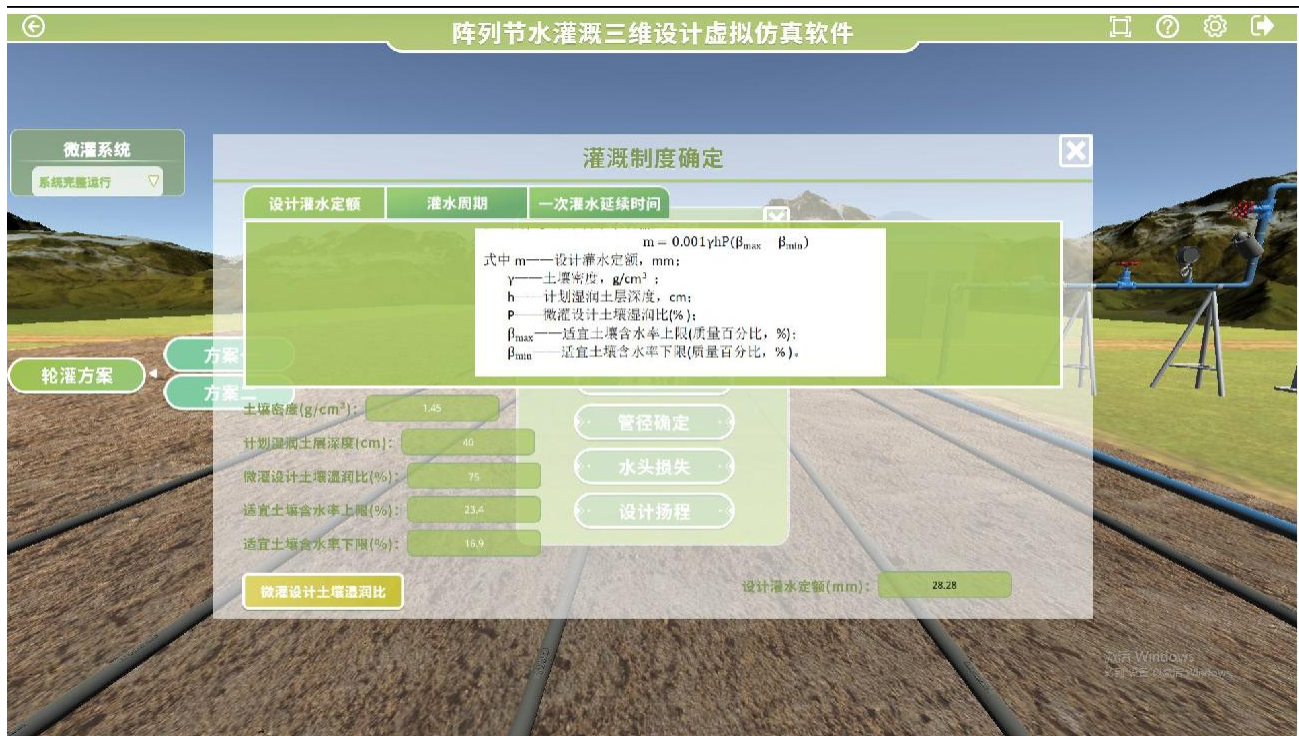 阵列节水灌溉三维设计虚拟仿真软件
微灌系统
系统完整运行
灌溉制度确定
设计灌水定额
灌水周期
一次灌水延续时间
m = 0.001γhP(βmax βmin)
式中 m——设计灌水定额，mm；
γ——土壤密度，g/cm³；
h——计划湿润土层深度，cm；
P——微灌设计土壤湿润比(%)；
βmax——适宜土壤含水率上限(质量百分比，%)；
βmin——适宜土壤含水率下限(质量百分比，%)。
轮灌方案
方案
方案二
土壤密度(g/cm³)： 1.45
计划湿润土层深度(cm)： 40
微灌设计土壤湿润比(%)： 75
适宜土壤含水率上限(%)： 23.4
适宜土壤含水率下限(%)： 16.9
管径确定
水头损失
设计扬程
微灌设计土壤湿润比
设计灌水定额(mm)： 28.28
激活 Windows